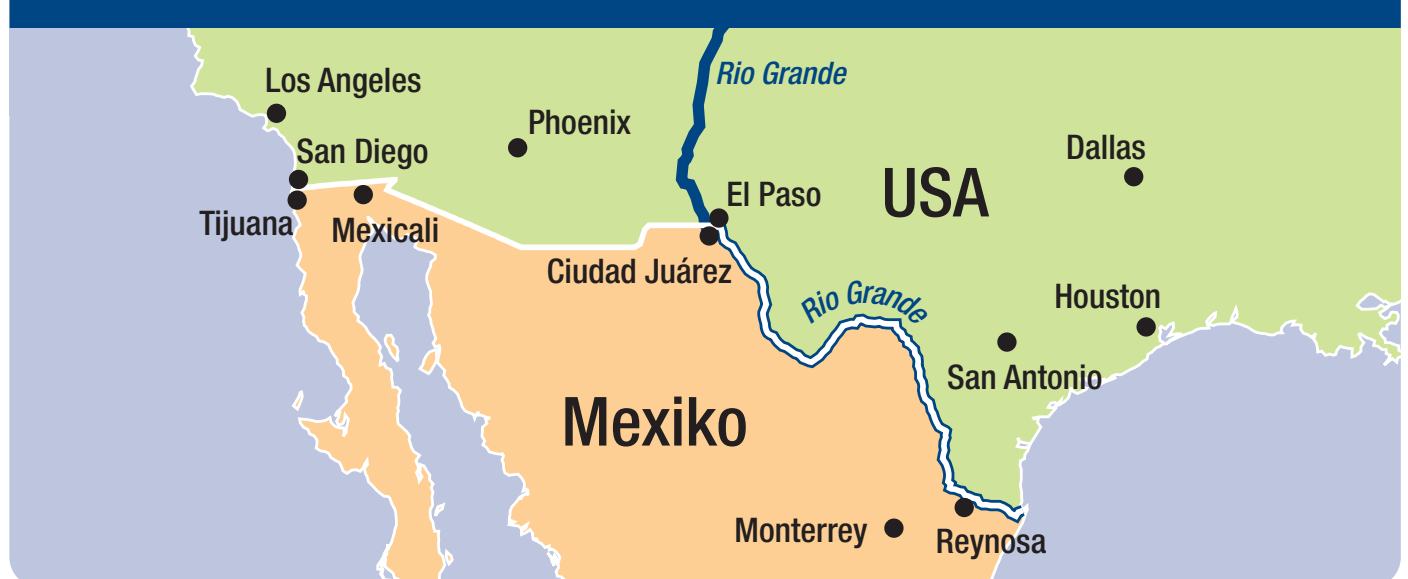 Rio Grande
Los Angeles
Phoenix
San Diego
Dallas
USA
El Paso
Tijuana
Mexicali
Ciudad Juárez
Rio Grande
Houston
San Antonio
Mexiko
Monterrey
Reynosa